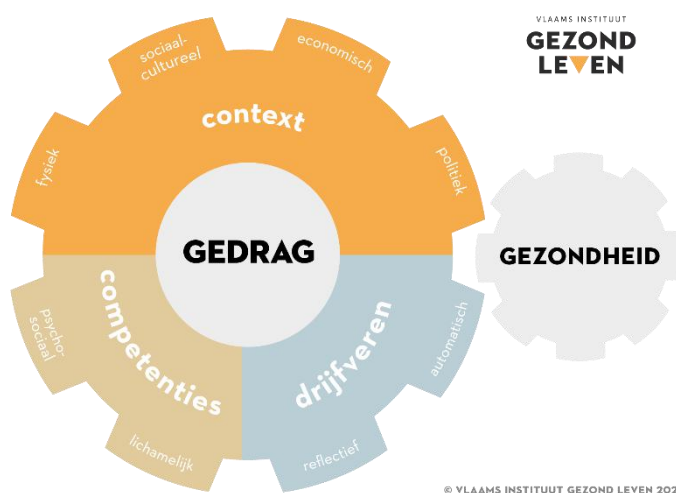 VLAAMS INSTITUUT
GEZOND
LEVEN
sociaal-
cultureel
economisch
context
fysiek
politiek
GEDRAG
GEZONDHEID
competenties
psycho-
sociaal
drijfveren
automatisch
lichamelijk
reflectief
© VLAAMS INSTITUUT GEZOND LEVEN 202